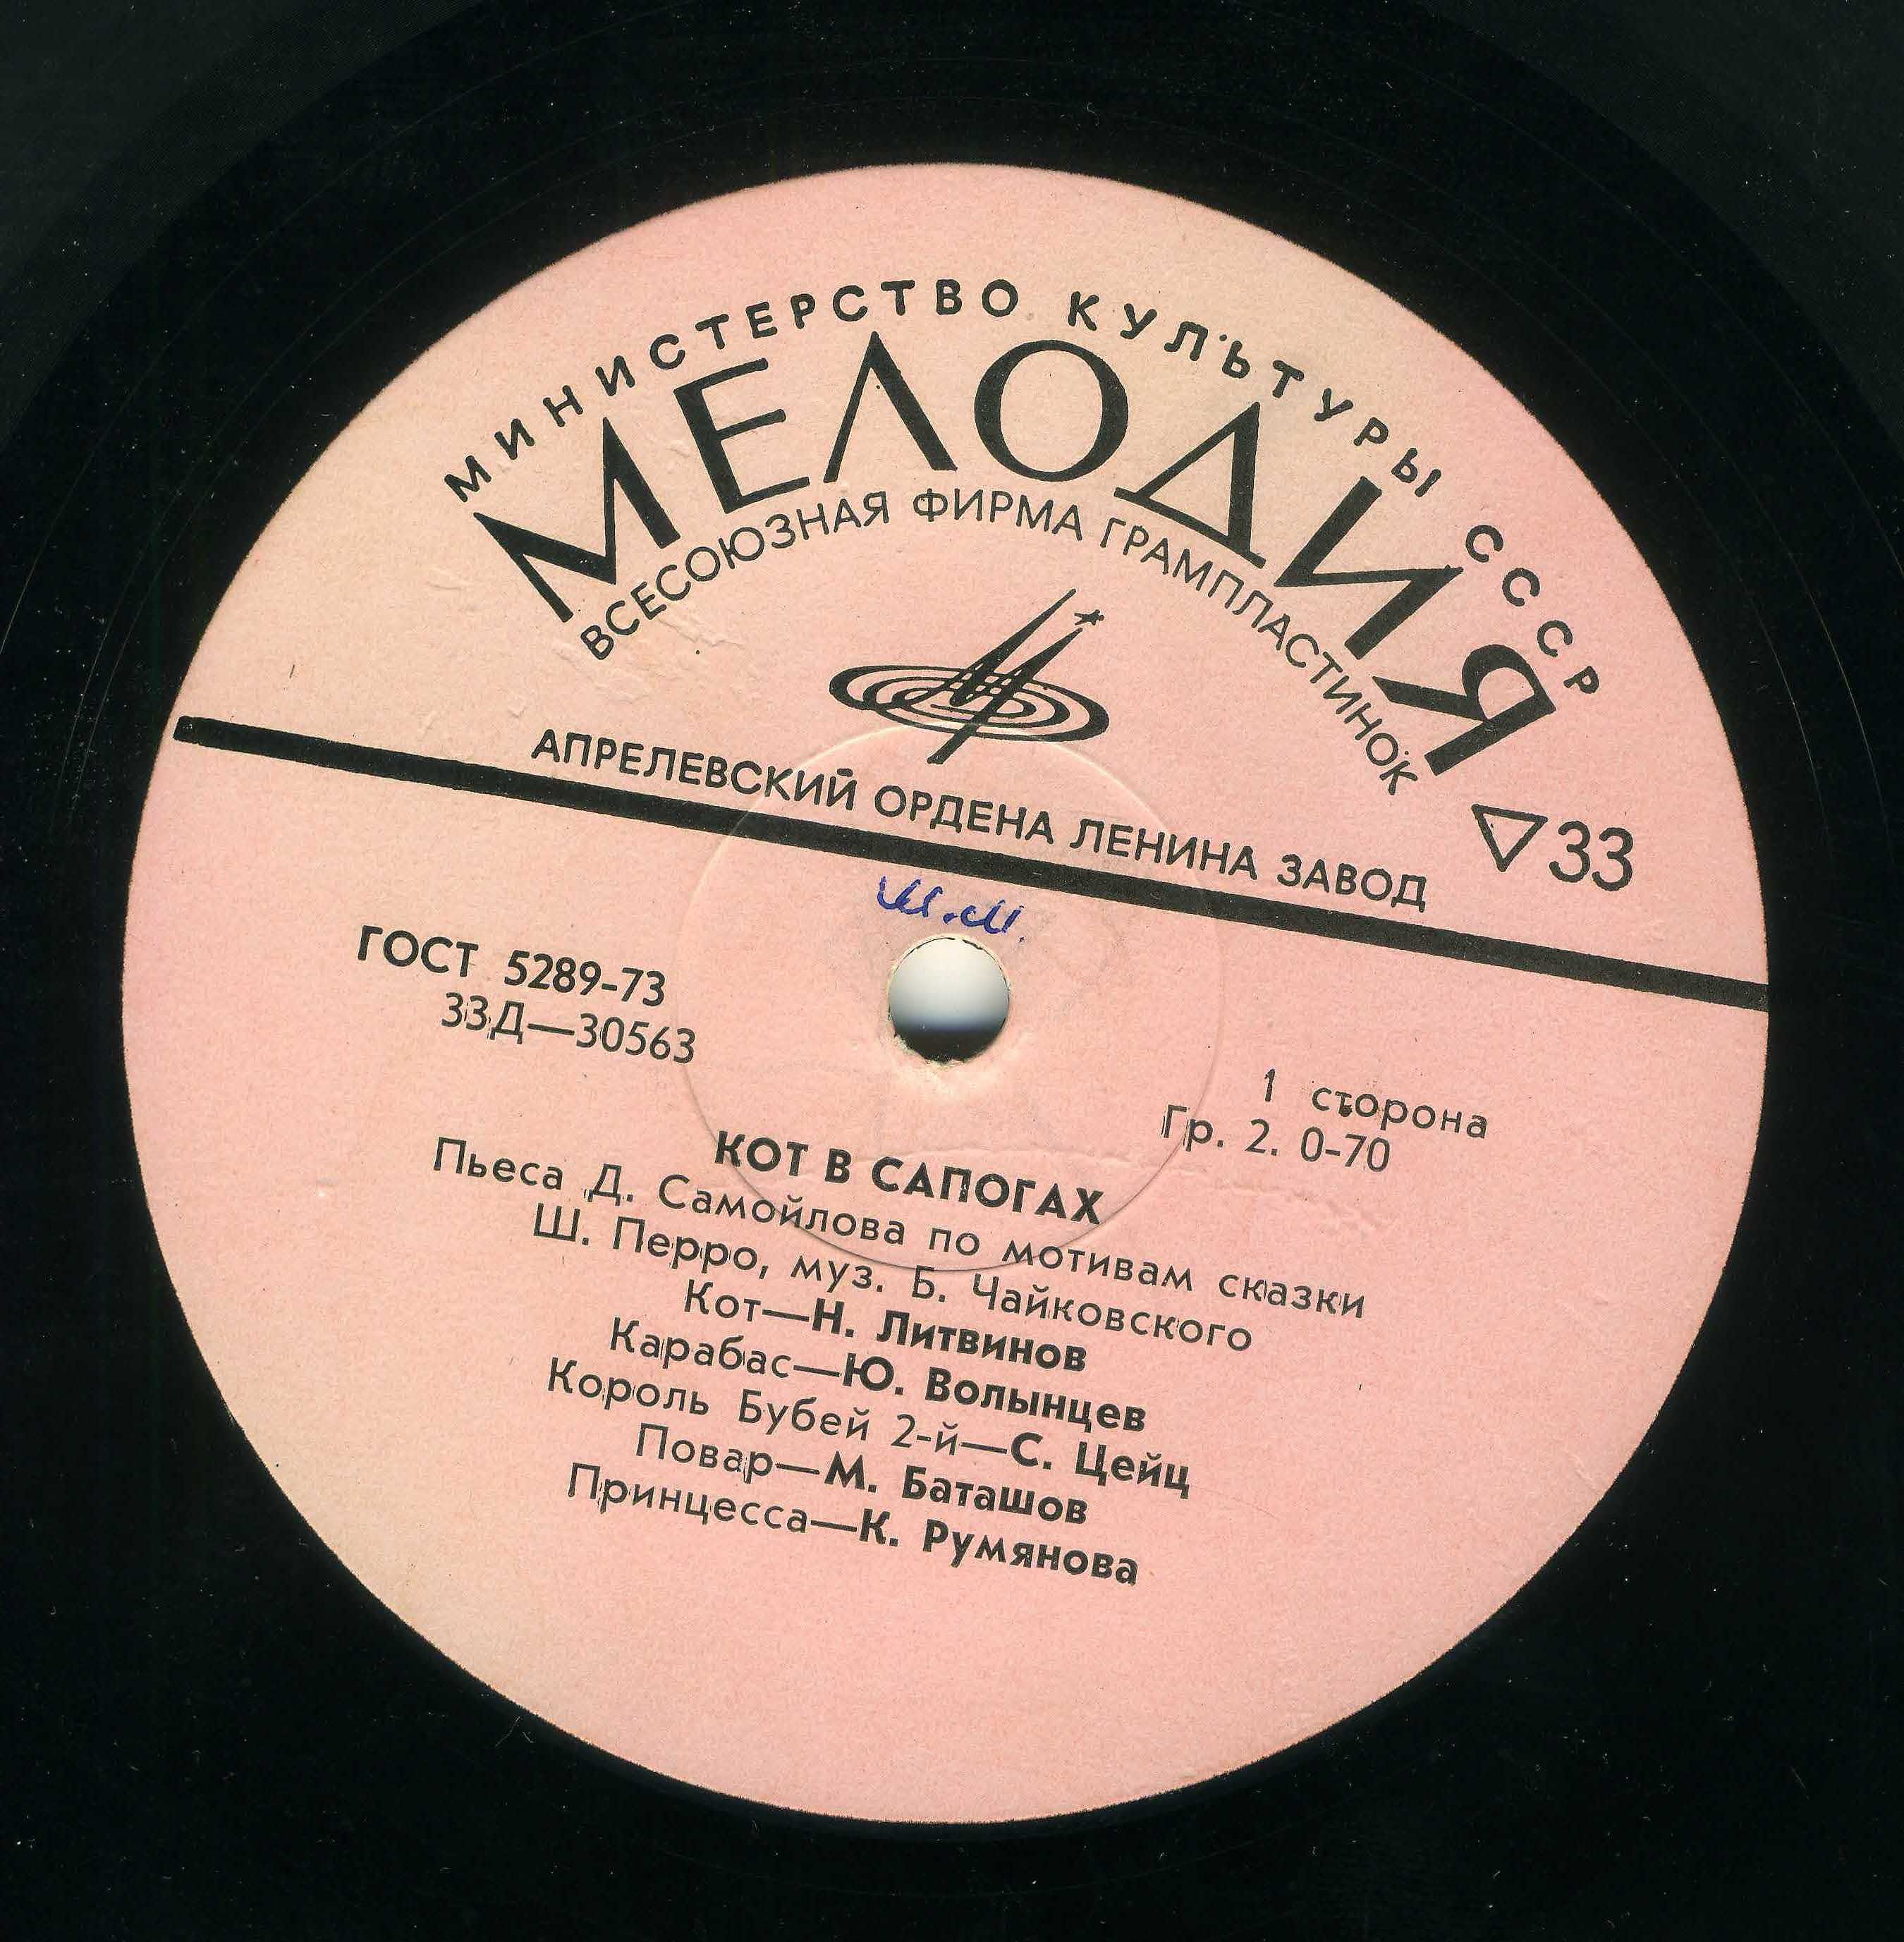 МИНИСТЕРСТВО КУЛЬТУРЫ СССР
МЕЛОДИЯ
ВСЕСОЮЗНАЯ ФИРМА ГРАМПЛАСТИНОК
АПРЕЛЕВСКИЙ ОРДЕНА ЛЕНИНА ЗАВОД
33
ГОСТ 5289-73
33Д—30563
1 сторона
Гр. 2. 0-70
КОТ В САПОГАХ
Пьеса Д. Самойлова по мотивам сказки
Ш. Перро, муз. Б. Чайковского
Кот—Н. Литвинов
Карабас—Ю. Волынцев
Король Бубей 2-й—С. Цейц
Повар—М. Баташов
Принцесса—К. Румянова